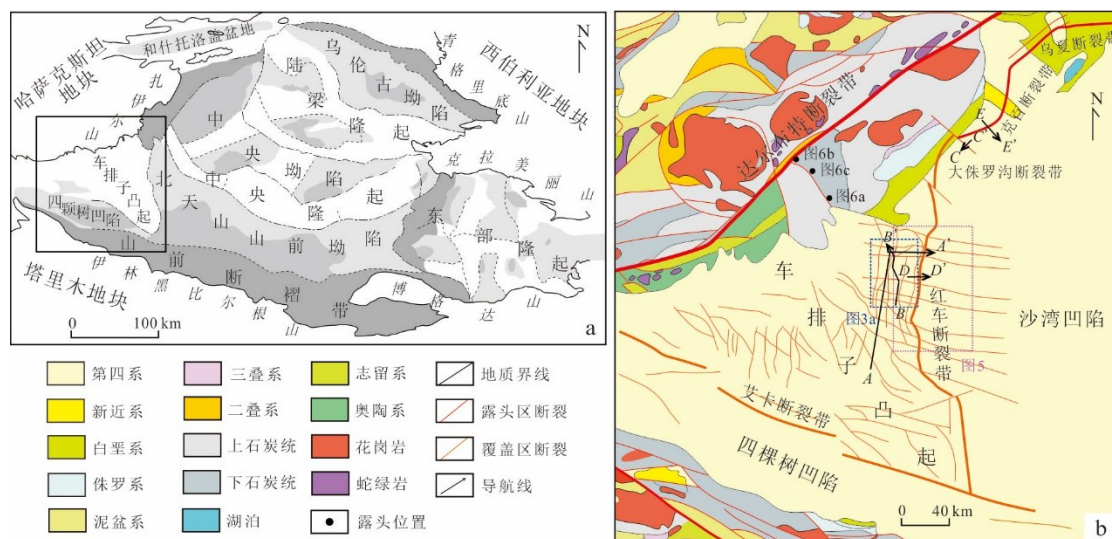 和什托洛盖盆地
哈萨克斯坦
地块
扎伊尔山
乌伦古坳陷
青格里底山
西伯利亚地块
N
陆梁隆起
中央坳陷
中央隆起
克拉美丽山
车排子凸起
四颗树凹陷
北天山山前坳陷
东部隆起
山前断褶带
塔里木地块
伊林黑比尔根山
博格达山
0 100 km
a
第四系
三叠系
志留系
地质界线
新近系
二叠系
奥陶系
露头区断裂
白垩系
上石炭统
花岗岩
覆盖区断裂
侏罗系
下石炭统
蛇绿岩
导航线
泥盆系
湖泊
露头位置
乌夏断裂带
N
克百断裂带
达尔布特断裂带
E
E'
C
C'
大侏罗沟断裂带
图6b
图6c
图6a
B'
A'
D
D'
B
图3a
A
车排子凸起
红车断裂带
沙湾凹陷
图5
艾卡断裂带
四棵树凹陷
0 40 km
b